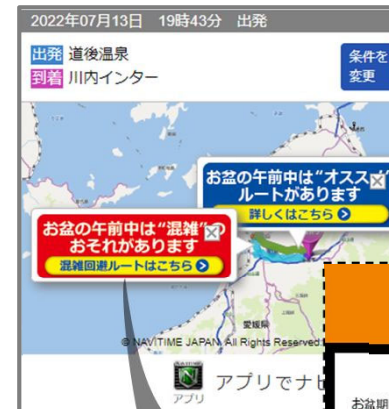 2022年07月13日 19時43分 出発
出発 道後温泉
到着 川内インター
条件を
変更
お盆の午前中は“オスス
ルートがあります
詳しくはこちら
お盆の午前中は“混雑”の
おそれがあります
混雑回避ルートはこちら
愛媛県
© NAVITIME JAPAN All Rights Reserved.
アプリでナビ
アプリ
お盆期